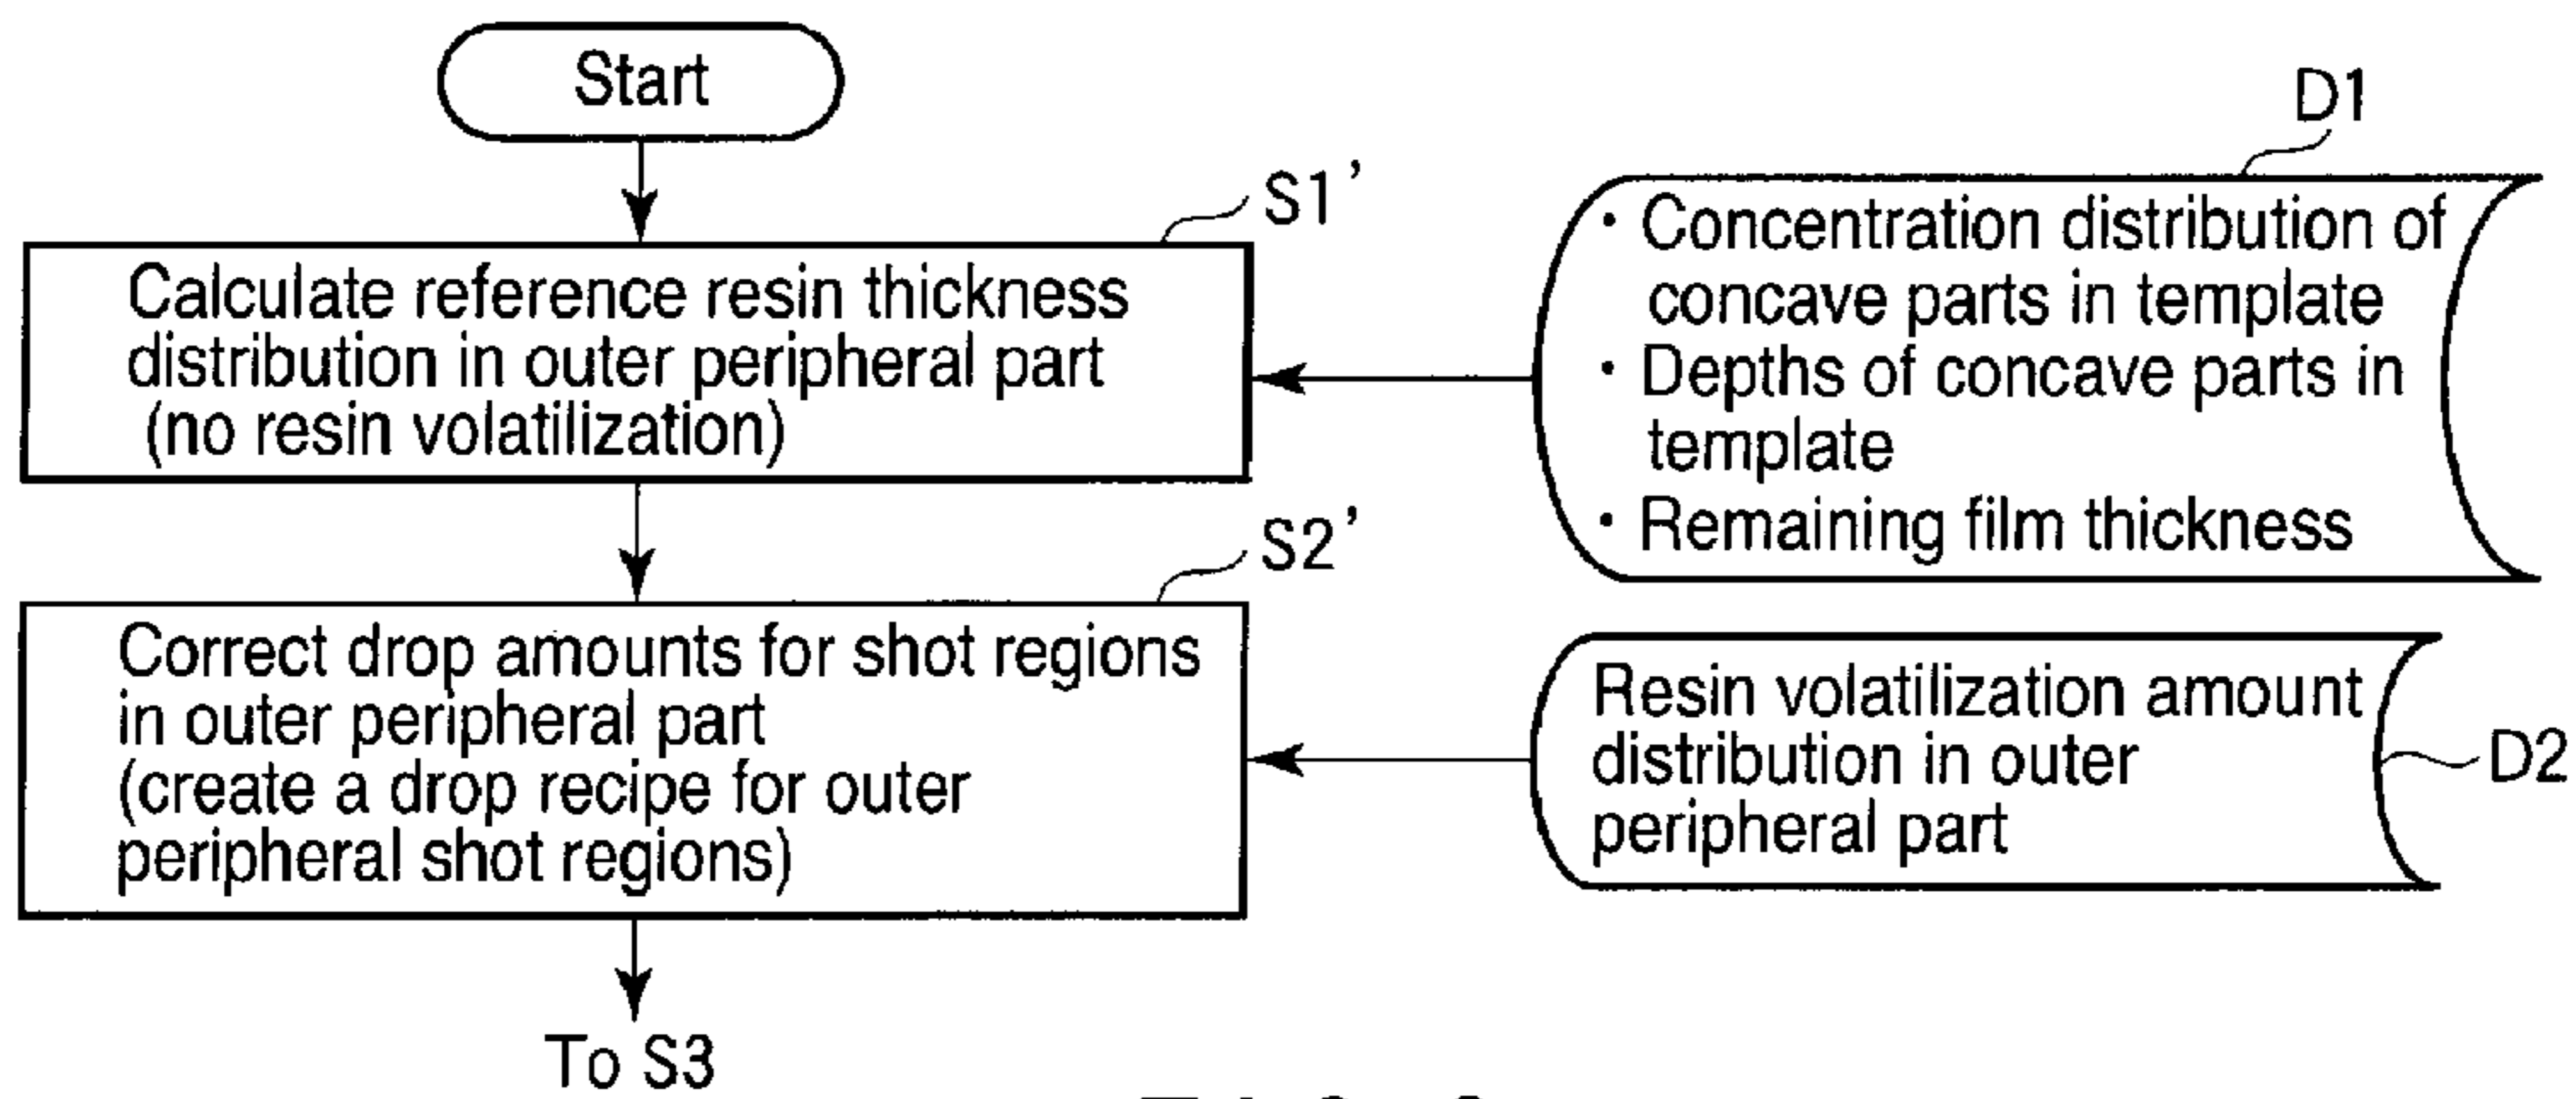 Start
D1
S1'
Calculate reference resin thickness
distribution in outer peripheral part
(no resin volatilization)
· Concentration distribution of
concave parts in template
· Depths of concave parts in
template
· Remaining film thickness
S2'
Correct drop amounts for shot regions
in outer peripheral part
(create a drop recipe for outer
peripheral shot regions)
Resin volatilization amount
distribution in outer
peripheral part
D2
To S3